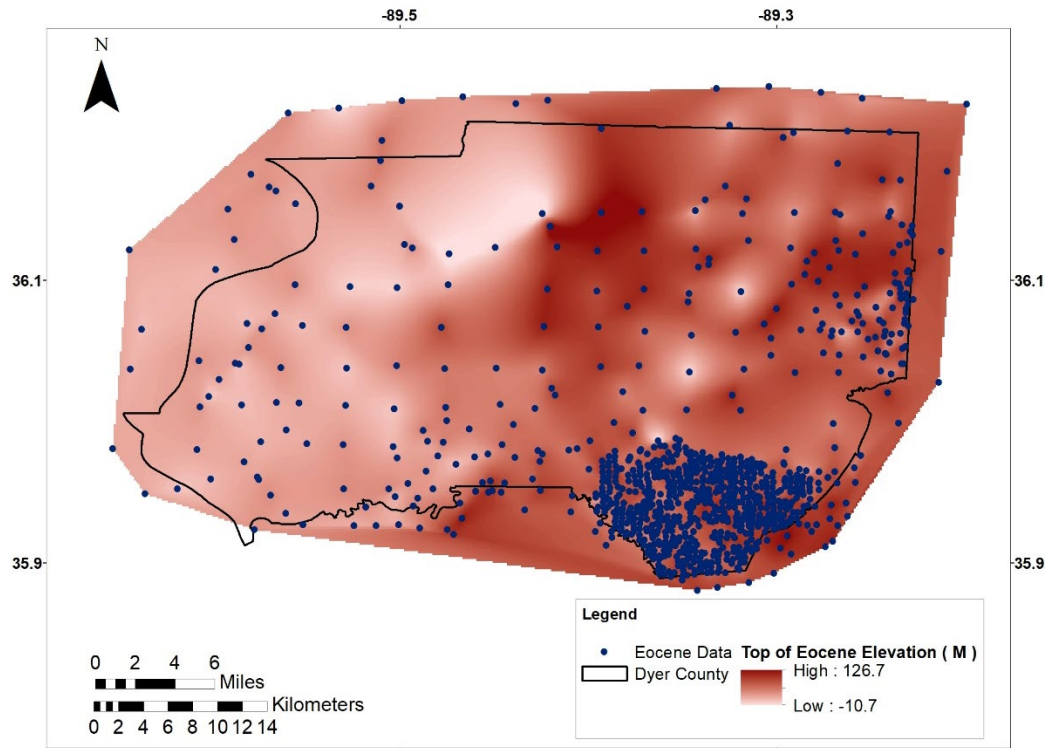 -89.5 -89.3
N
36.1 36.1
35.9 35.9
Legend
Eocene Data
Dyer County
Top of Eocene Elevation ( M )
High : 126.7
Low : -10.7
0 2 4 6
Miles
Kilometers
0 2 4 6 8 10 12 14